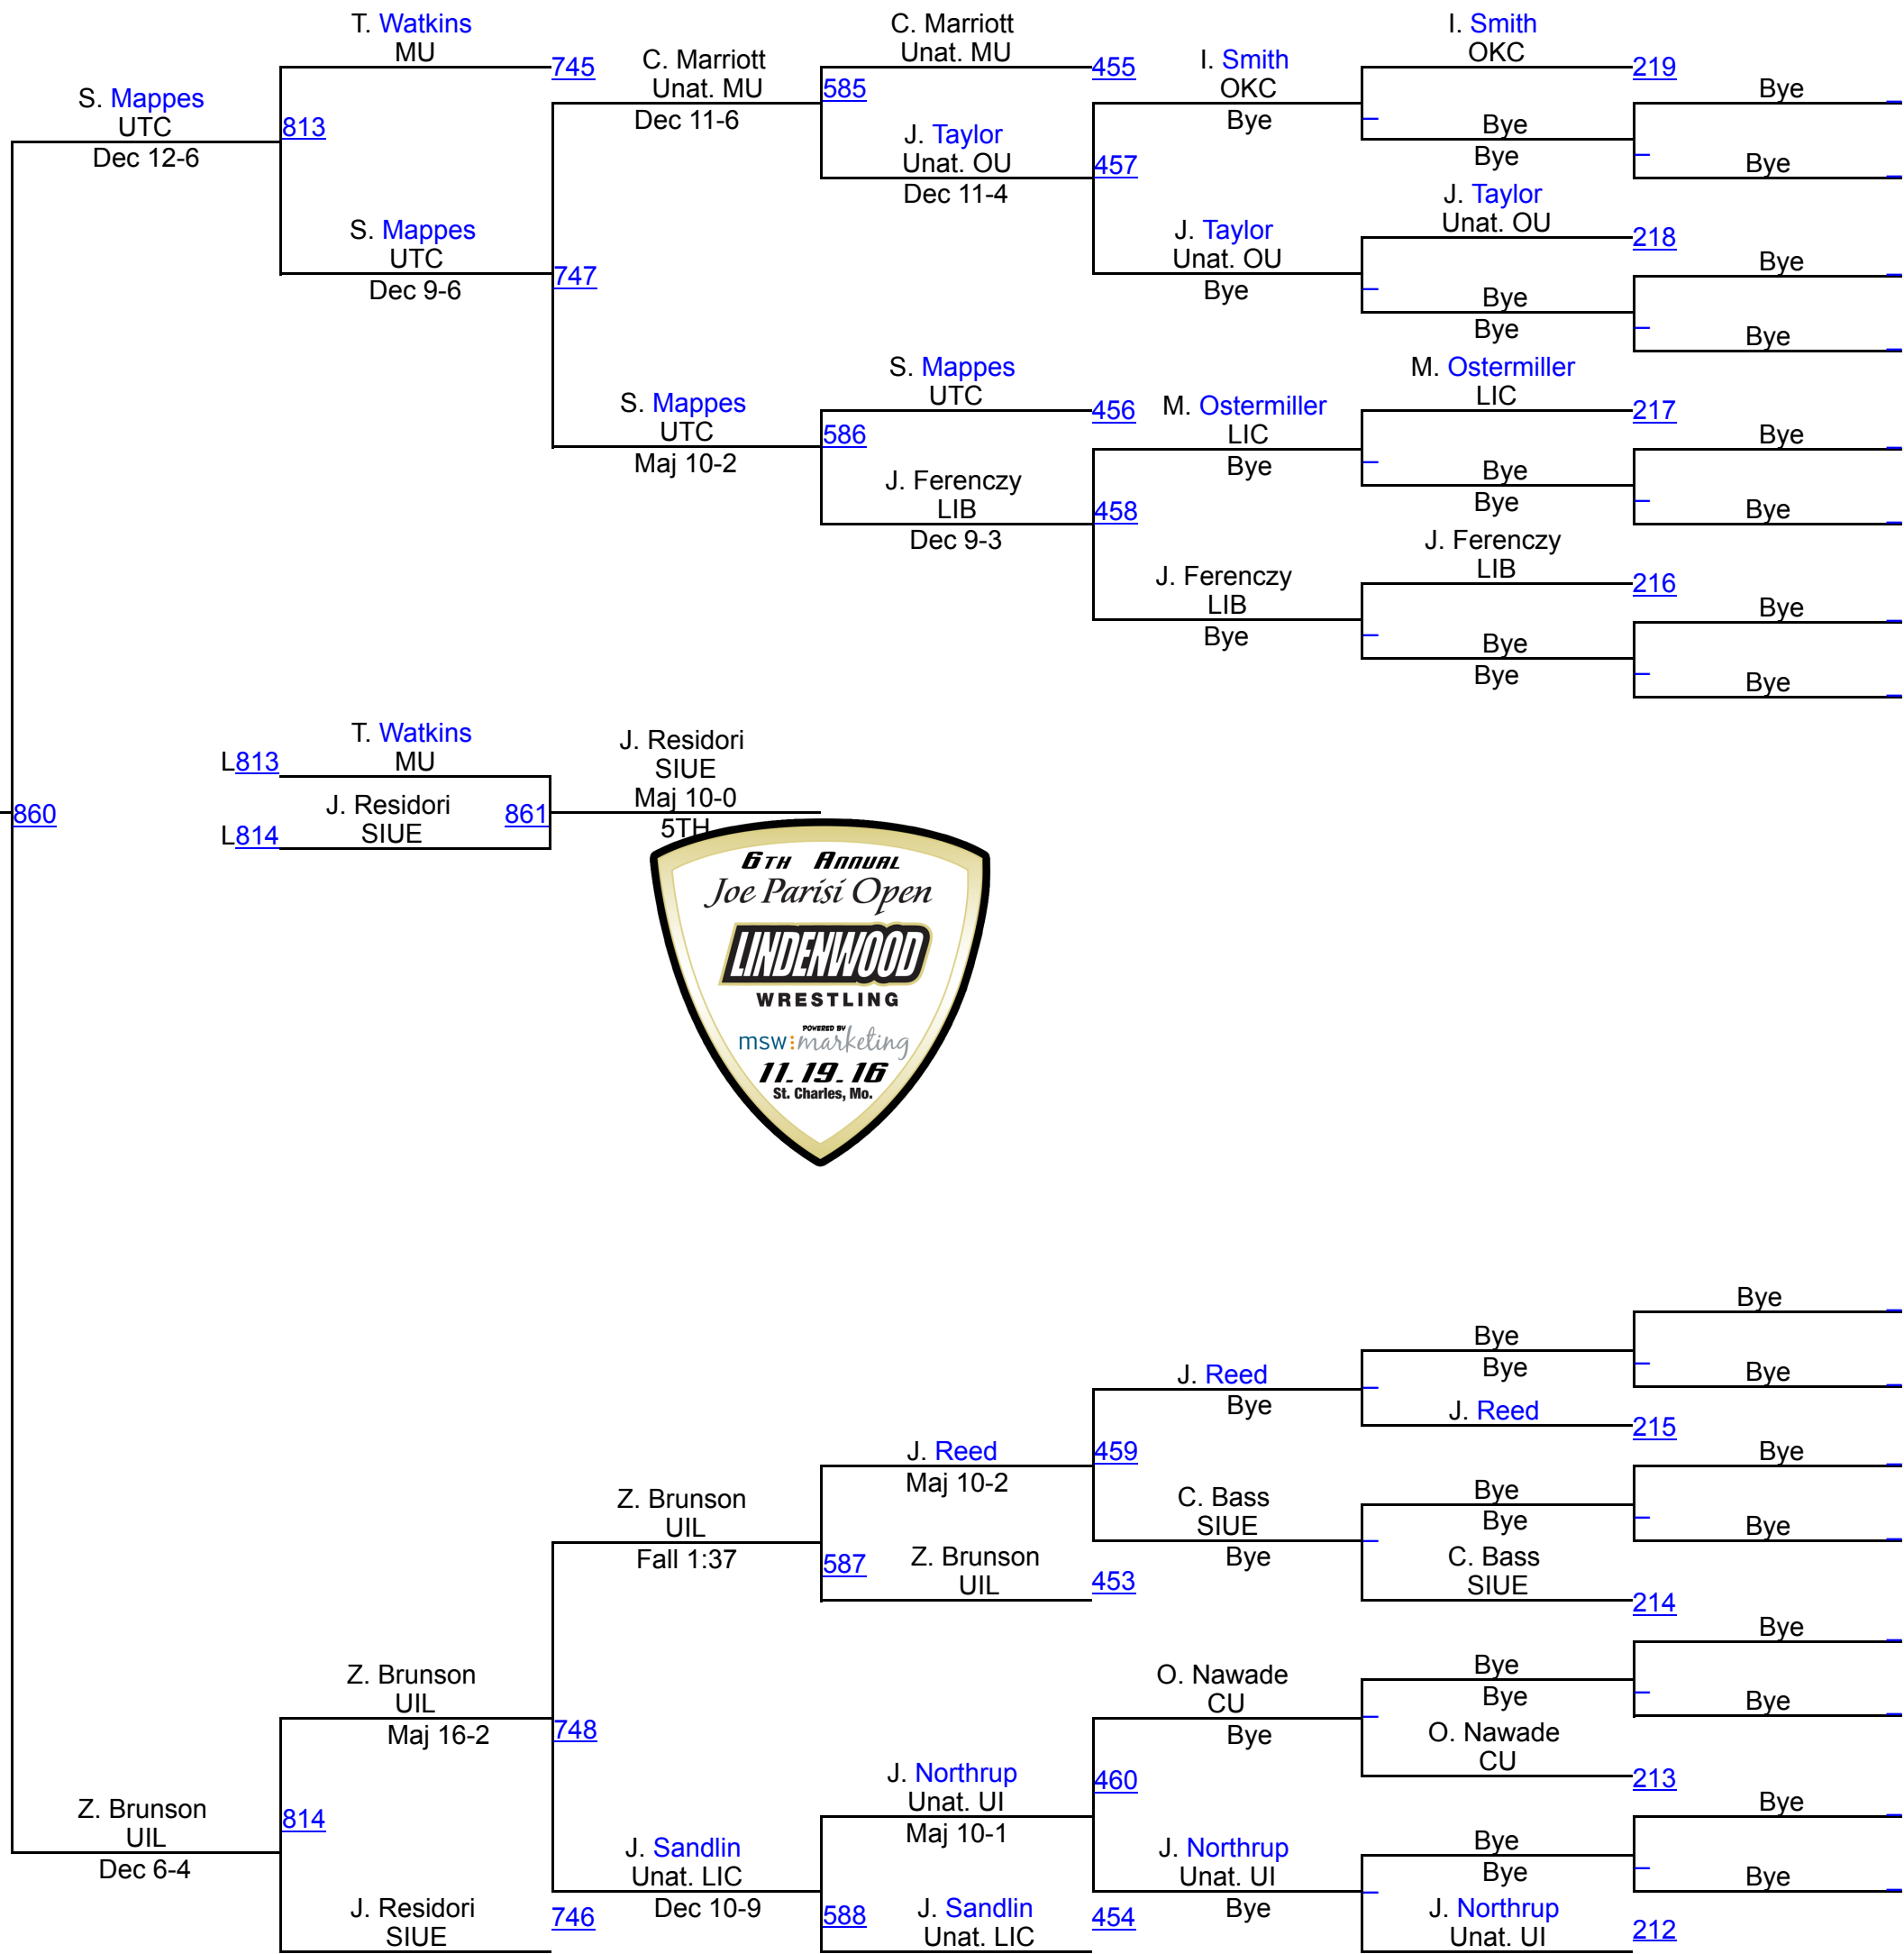 T. Watkins
MU
745
S. Mappes
UTC
Dec 12-6
813
S. Mappes
UTC
Dec 9-6
747
C. Marriott
Unat. MU
Dec 11-6
585
C. Marriott
Unat. MU
455
J. Taylor
Unat. OU
Dec 11-4
457
I. Smith
OKC
Bye
I. Smith
OKC
219
Bye
Bye
Bye
Bye
J. Taylor
Unat. OU
Bye
J. Taylor
Unat. OU
218
Bye
Bye
Bye
Bye
S. Mappes
UTC
Maj 10-2
586
S. Mappes
UTC
456
J. Ferenczy
LIB
Dec 9-3
458
M. Ostermiller
LIC
Bye
M. Ostermiller
LIC
217
Bye
Bye
Bye
Bye
J. Ferenczy
LIB
Bye
J. Ferenczy
LIB
216
Bye
Bye
Bye
Bye
L813
T. Watkins
MU
860
L814
J. Residori
SIUE
861
J. Residori
SIUE
Maj 10-0
5TH
6TH ANNUAL
Joe Parisi Open
LINDENWOOD
WRESTLING
POWERED BY
msw marketing
11.19.16
St. Charles, Mo.
Bye
Bye
Bye
Bye
J. Reed
Bye
J. Reed
215
J. Reed
Maj 10-2
459
Bye
Bye
Bye
Bye
C. Bass
SIUE
Bye
C. Bass
SIUE
214
Z. Brunson
UIL
Fall 1:37
587
Z. Brunson
UIL
453
Bye
Bye
Bye
Bye
O. Nawade
CU
Bye
O. Nawade
CU
213
Z. Brunson
UIL
Maj 16-2
748
J. Northrup
Unat. UI
Maj 10-1
460
Bye
Bye
Bye
Bye
J. Northrup
Unat. UI
Bye
J. Northrup
Unat. UI
212
Z. Brunson
UIL
Dec 6-4
814
J. Sandlin
Unat. LIC
Dec 10-9
588
J. Sandlin
Unat. LIC
454
J. Residori
SIUE
746